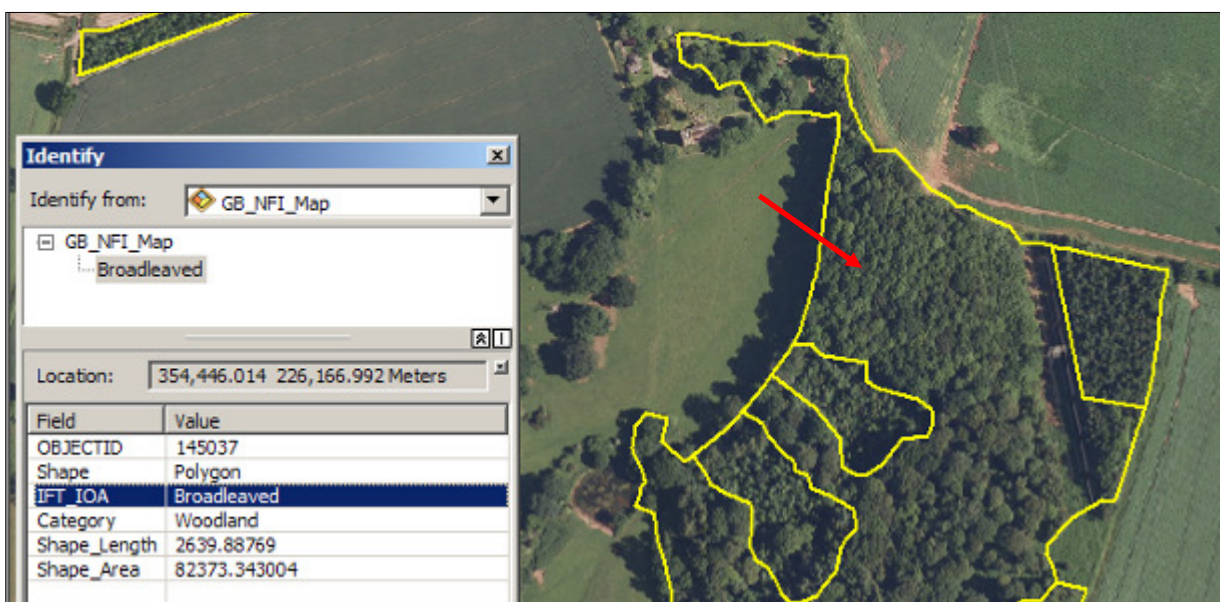 Identify
Identify from: GB_NFI_Map
GB_NFI_Map
Broadleaved
Location: 354,446.014 226,166.992 Meters
Field Value
OBJECTID 145037
Shape Polygon
IFT_IOA Broadleaved
Category Woodland
Shape_Length 2639.88769
Shape_Area 82373.343004